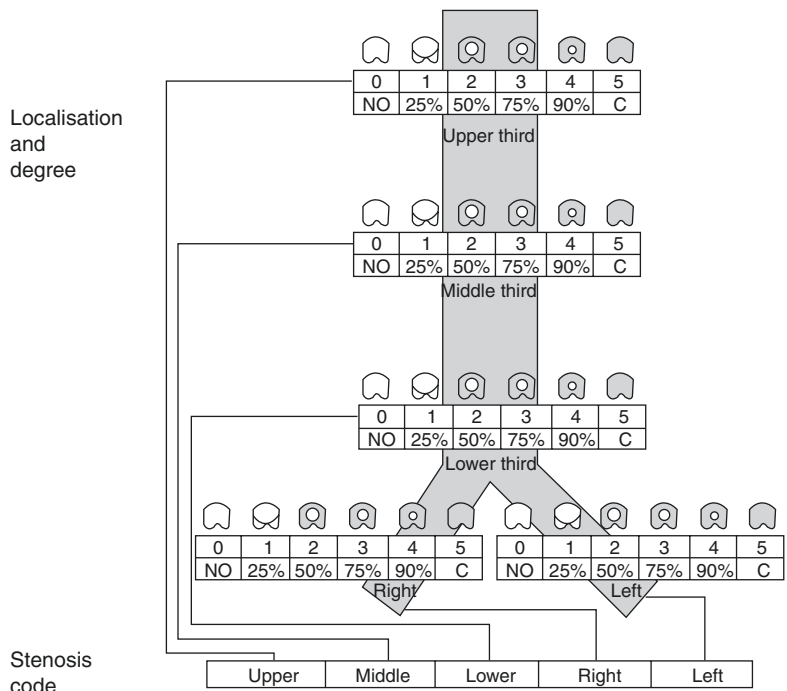 Localisation
and
degree
0 1 2 3 4 5
NO 25% 50% 75% 90% C
Upper third
0 1 2 3 4 5
NO 25% 50% 75% 90% C
Middle third
0 1 2 3 4 5
NO 25% 50% 75% 90% C
Lower third
0 1 2 3 4 5
NO 25% 50% 75% 90% C
Right
0 1 2 3 4 5
NO 25% 50% 75% 90% C
Left
Stenosis
code
Upper Middle Lower Right Left